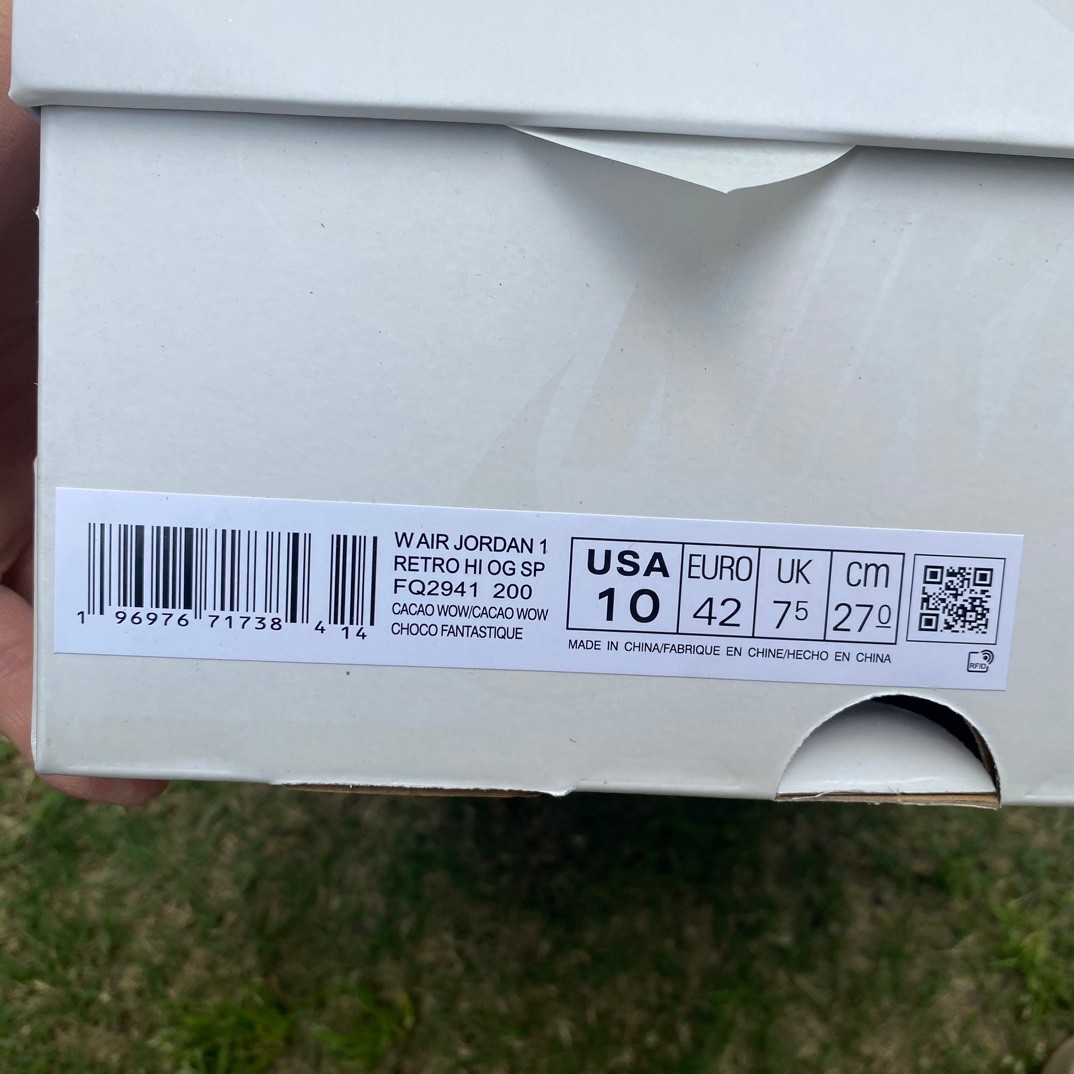 1 96976 71738 4 14
W AIR JORDAN 1
RETRO HI OG SP
FQ2941 200
CACAO WOW/CACAO WOW
CHOCO FANTASTIQUE
USA EURO UK cm
10 42 75 270
MADE IN CHINA/FABRIQUE EN CHINE/HECHO EN CHINA
RFID